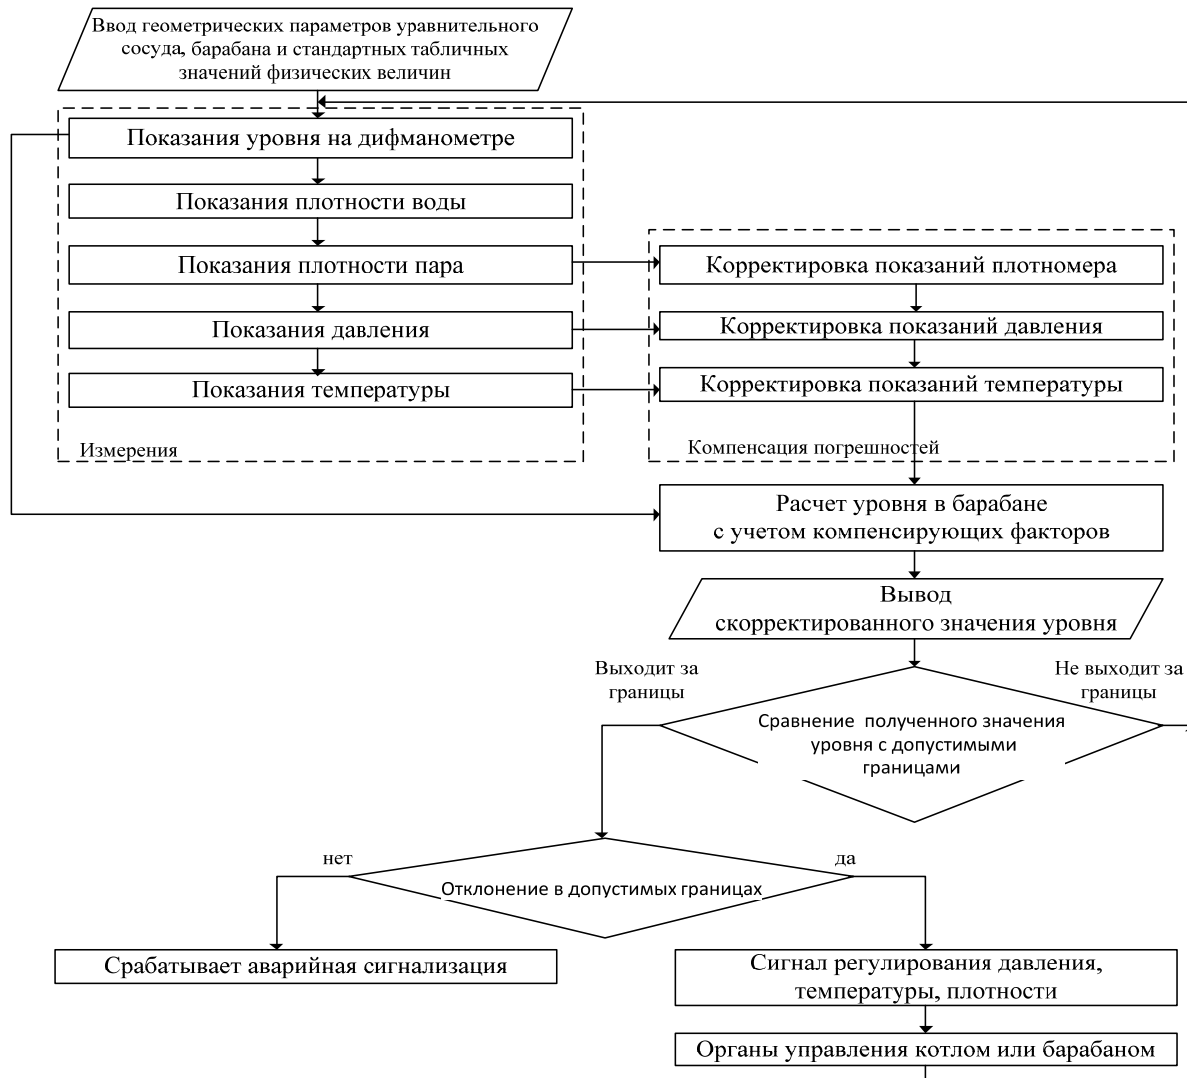 Ввод геометрических параметров уравнительного
сосуда, барабана и стандартных табличных
значений физических величин
Показания уровня на дифманометре
Показания плотности воды
Показания плотности пара
Показания давления
Показания температуры
Измерения
Корректировка показаний плотномера
Корректировка показаний давления
Корректировка показаний температуры
Компенсация погрешностей
Расчет уровня в барабане
с учетом компенсирующих факторов
Вывод
скорректированного значения уровня
Выходит за
границы
Не выходит за
границы
Сравнение полученного значения
уровня с допустимыми
границами
нет
да
Отклонение в допустимых границах
Срабатывает аварийная сигнализация
Сигнал регулирования давления,
температуры, плотности
Органы управления котлом или барабаном